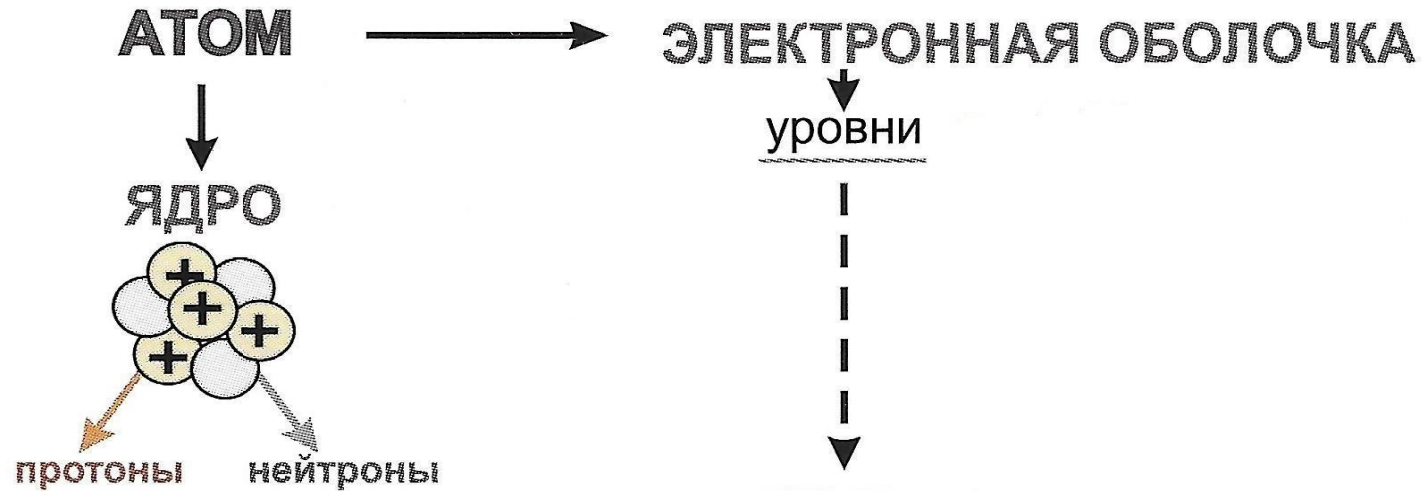 АТОМ
ЭЛЕКТРОННАЯ ОБОЛОЧКА
уровни
ЯДРО
+
+
+
+
протоны
нейтроны